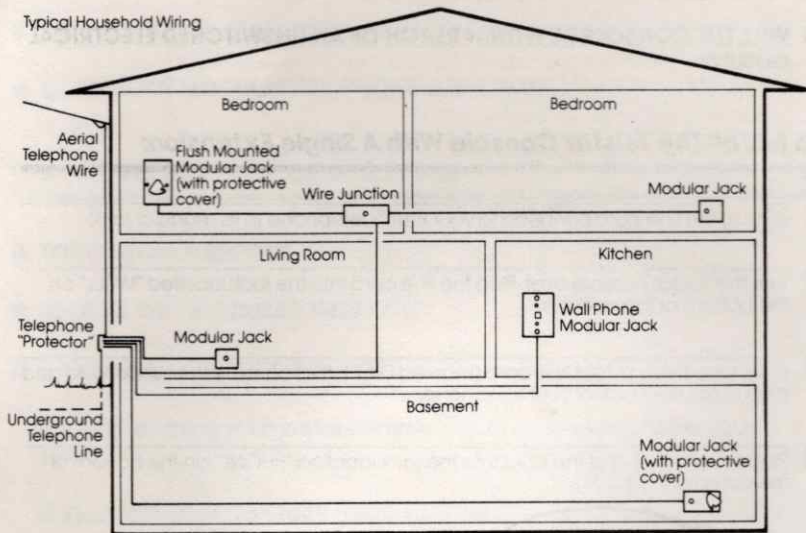 Typical Household Wiring
Bedroom
Bedroom
Aerial
Telephone
Wire
Flush Mounted
Modular Jack
(with protective
cover)
Wire Junction
Modular Jack
Living Room
Kitchen
Telephone
"Protector"
Modular Jack
Wall Phone
Modular Jack
Basement
Underground
Telephone
Line
Modular Jack
(with protective
cover)